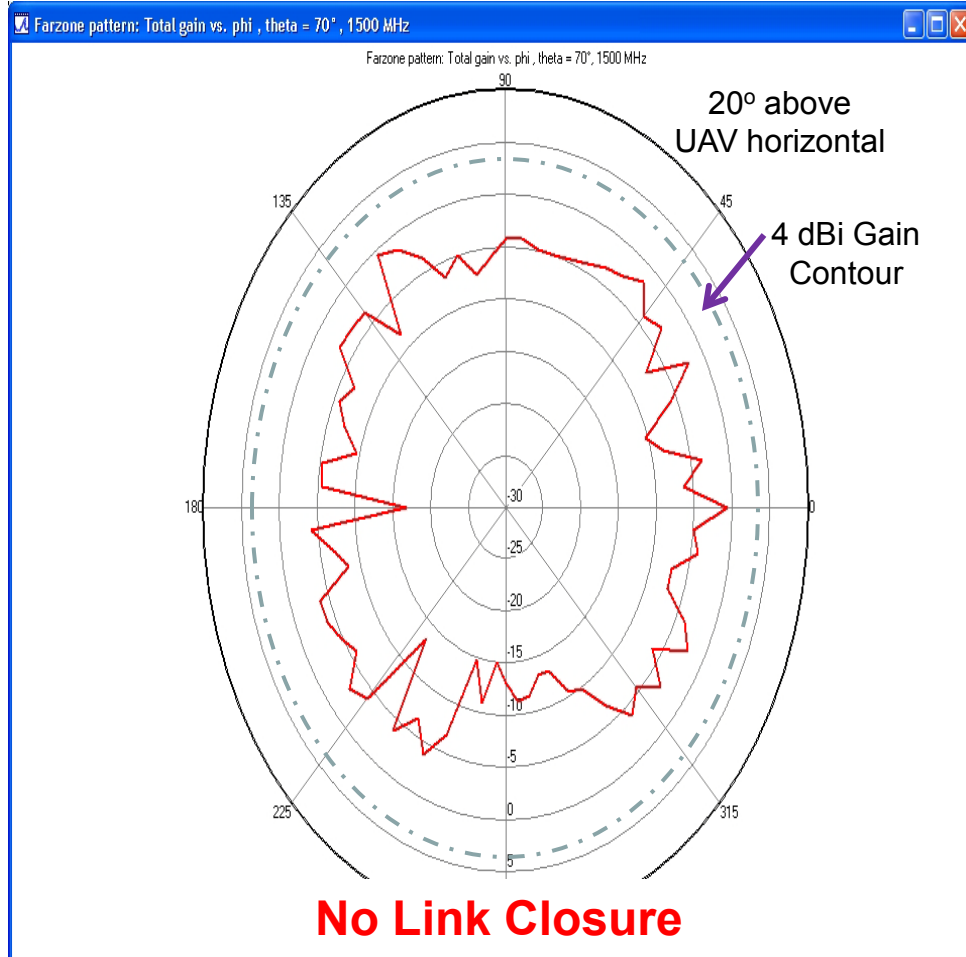 Farzone pattern: Total gain vs. phi , theta = 70°, 1500 MHz
Farzone pattern: Total gain vs. phi , theta = 70°, 1500 MHz
90
20º above
UAV horizontal
135
45
4 dBi Gain
Contour
180
0
-30
-25
-20
-15
-10
-5
0
5
225
315
No Link Closure